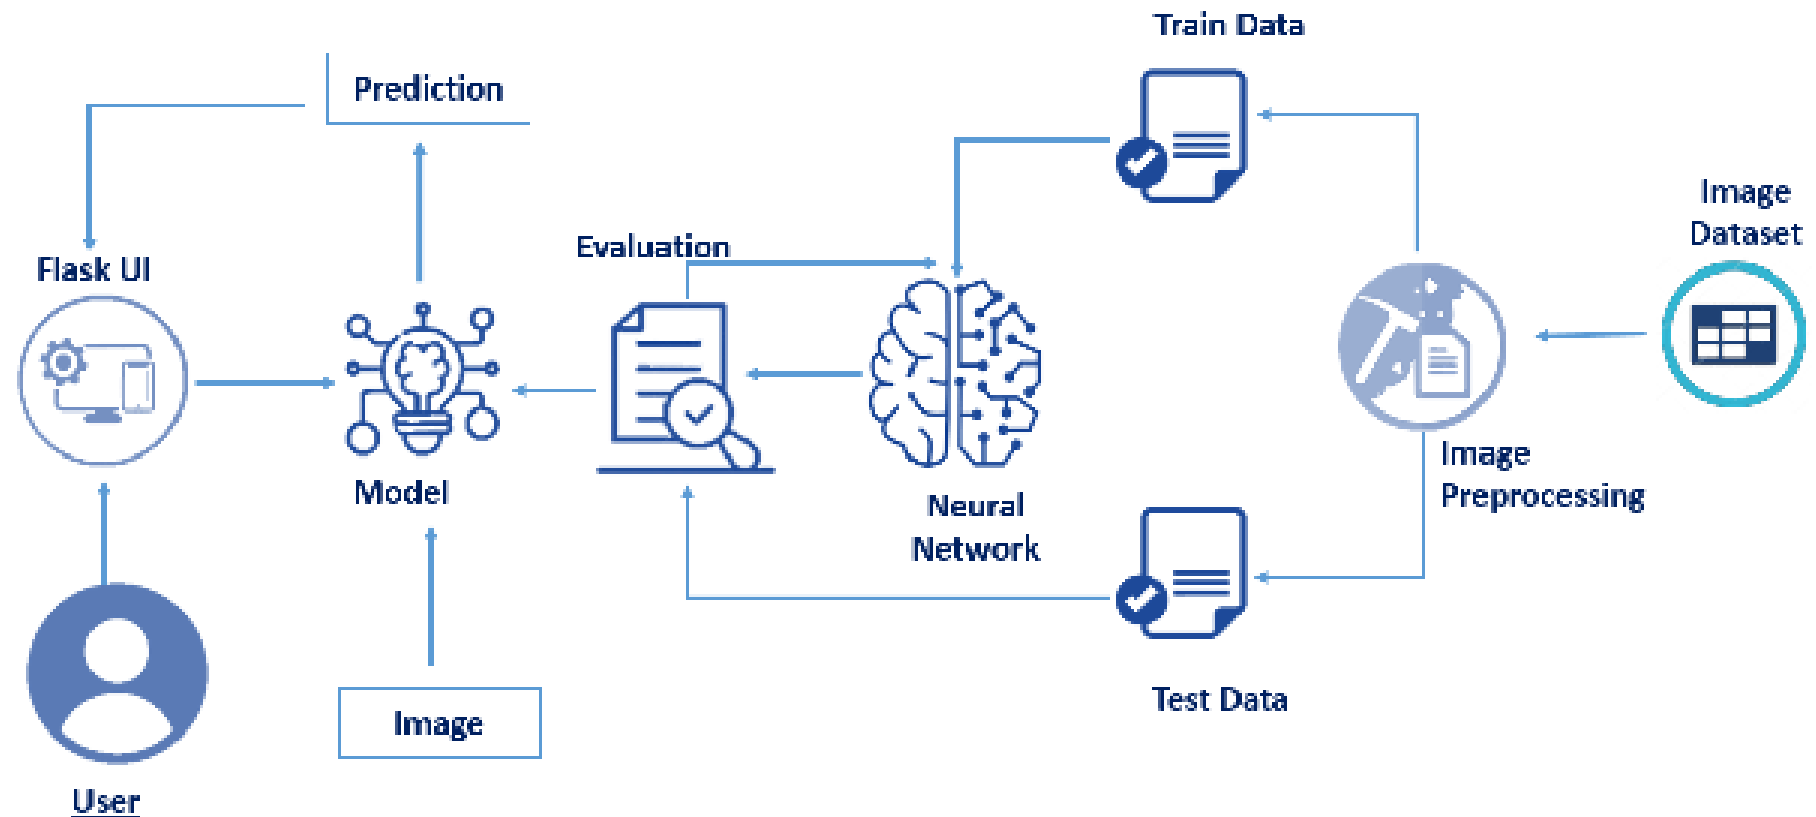 Train Data
Prediction
Image
Dataset
Evaluation
Flask UI
Image
Preprocessing
Model
Neural
Network
Test Data
Image
User